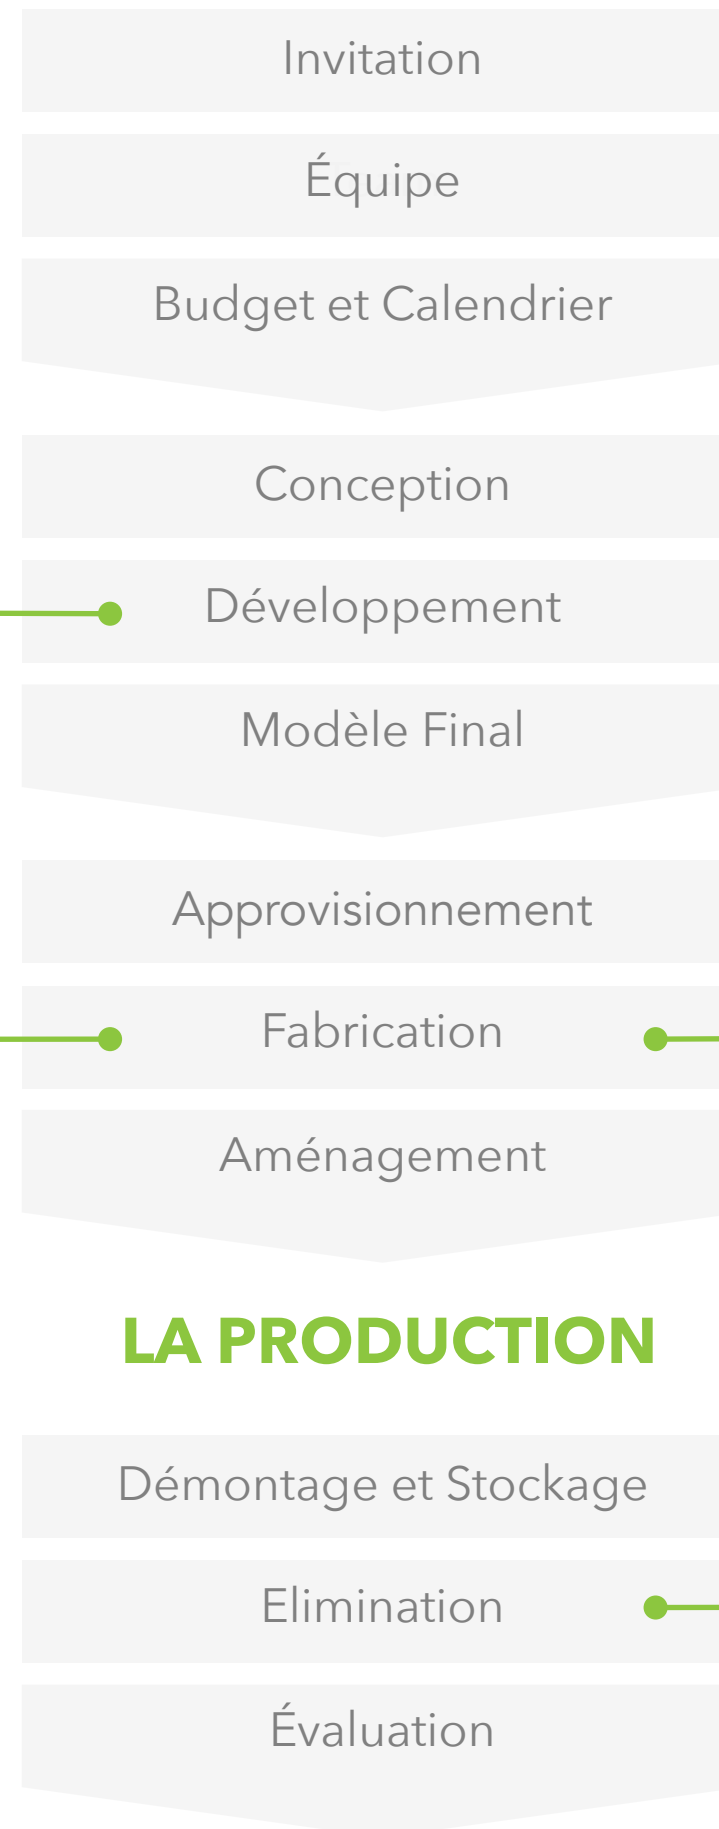 Invitation
Équipe
Budget et Calendrier
Conception
Développement
Modèle Final
Approvisionnement
Fabrication
Aménagement
LA PRODUCTION
Démontage et Stockage
Elimination
Évaluation